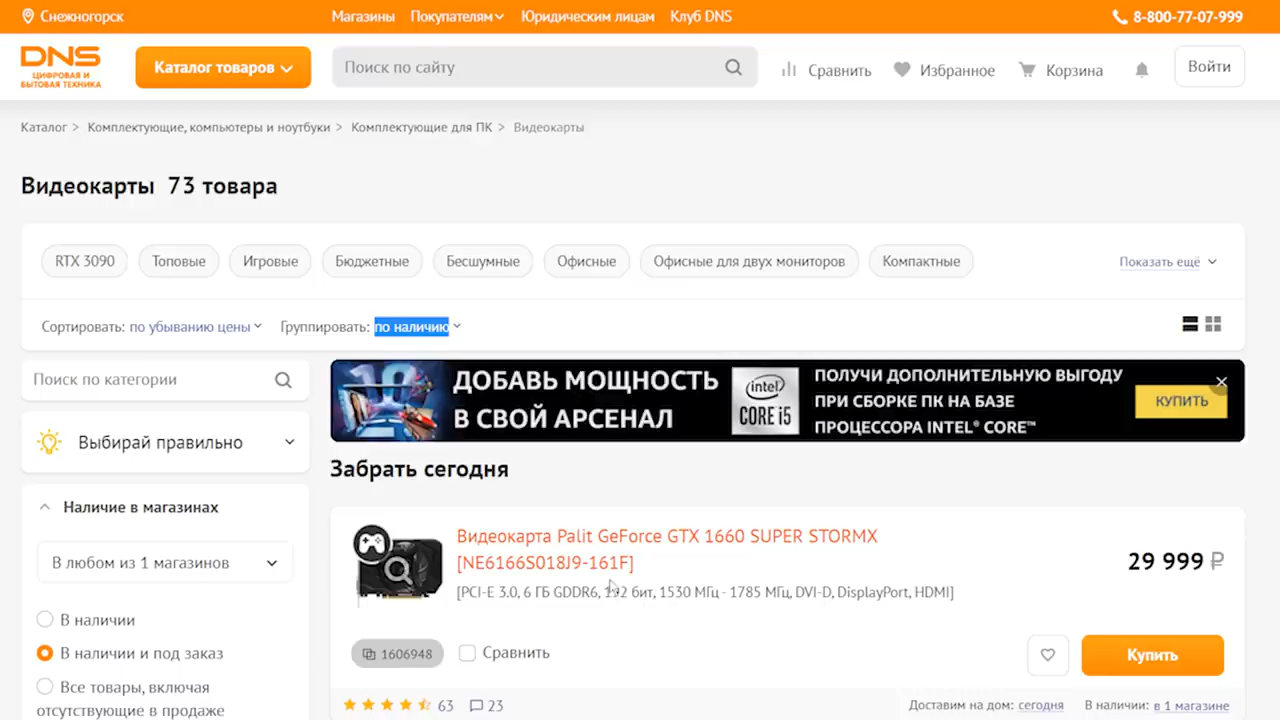 Снежногорск
Магазины Покупателям Юридическим лицам Клуб DNS
8-800-77-07-999
DNS
ЦИФРОВАЯ И
БЫТОВАЯ ТЕХНИКА
Каталог товаров
Поиск по сайту
Сравнить Избранное Корзина
Войти
Каталог > Комплектующие, компьютеры и ноутбуки > Комплектующие для ПК > Видеокарты
Видеокарты 73 товара
RTX 3090 Топовые Игровые Бюджетные Бесшумные Офисные Офисные для двух мониторов Компактные Показать ещё
Сортировать: по убыванию цены Группировать: по наличию
Поиск по категории
Выбирай правильно
Наличие в магазинах
В любом из 1 магазинов
В наличии
В наличии и под заказ
Все товары, включая
отсутствующие в продаже
ДОБАВЬ МОЩНОСТЬ
В СВОЙ АРСЕНАЛ
intel
CORE i5
ПОЛУЧИ ДОПОЛНИТЕЛЬНУЮ ВЫГОДУ
ПРИ СБОРКЕ ПК НА БАЗЕ
ПРОЦЕССОРА INTEL® CORE™
КУПИТЬ
Забрать сегодня
Видеокарта Palit GeForce GTX 1660 SUPER STORMX
[NE6166S018J9-161F]
[PCI-E 3.0, 6 ГБ GDDR6, 192 бит, 1530 МГц - 1785 МГц, DVI-D, DisplayPort, HDMI]
29 999 ₽
1606948 Сравнить
Купить
63 23
Доставим на дом: сегодня В наличии: в 1 магазине